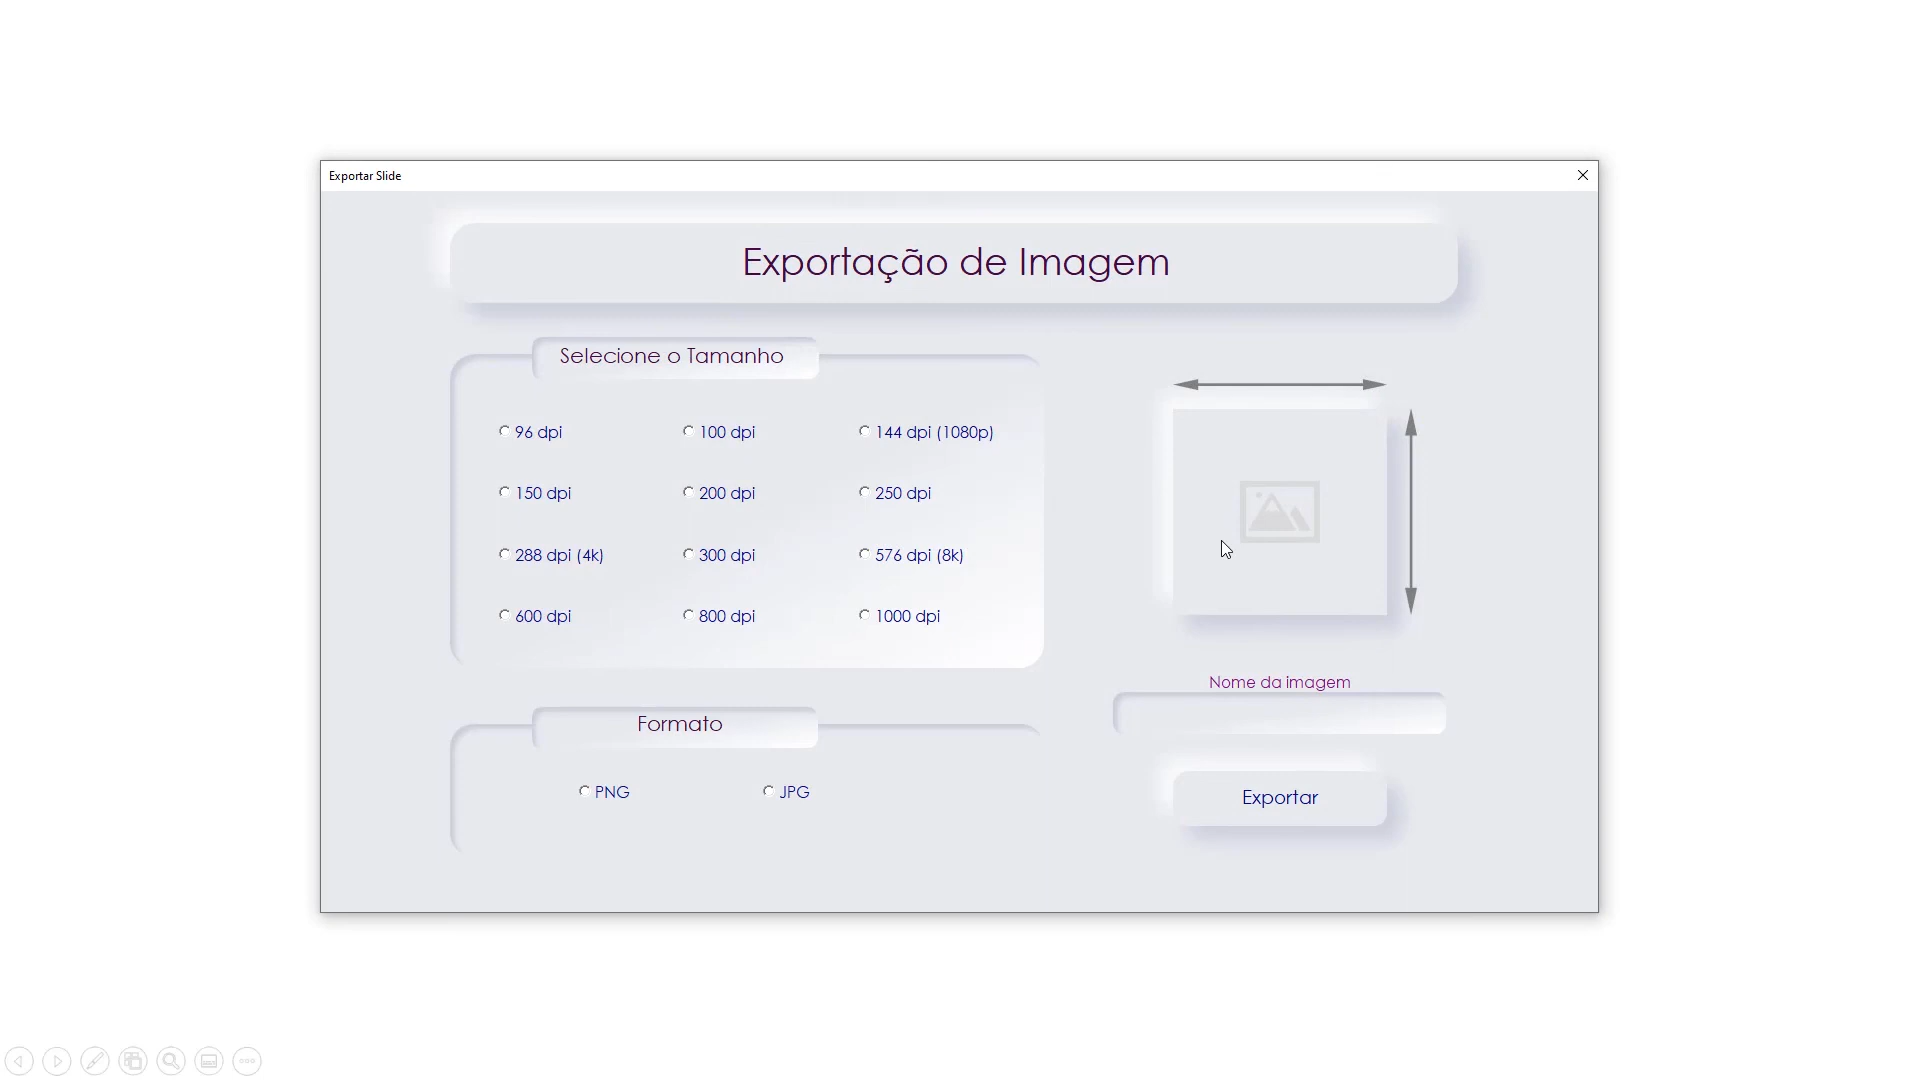 Exportar Slide
Exportação de Imagem
Selecione o Tamanho
96 dpi
100 dpi
144 dpi (1080p)
150 dpi
200 dpi
250 dpi
288 dpi (4k)
300 dpi
576 dpi (8k)
600 dpi
800 dpi
1000 dpi
Nome da imagem
Formato
PNG
JPG
Exportar